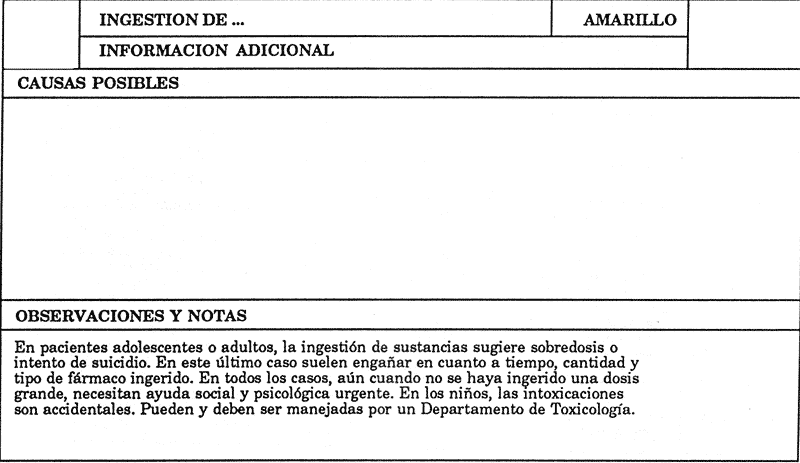 INGESTION DE ... AMARILLO
INFORMACION ADICIONAL
CAUSAS POSIBLES
OBSERVACIONES Y NOTAS
En pacientes adolescentes o adultos, la ingestión de sustancias sugiere sobredosis o
intento de suicidio. En este último caso suelen engañar en cuanto a tiempo, cantidad y
tipo de fármaco ingerido. En todos los casos, aún cuando no se haya ingerido una dosis
grande, necesitan ayuda social y psicológica urgente. En los niños, las intoxicaciones
son accidentales. Pueden y deben ser manejadas por un Departamento de Toxicología.